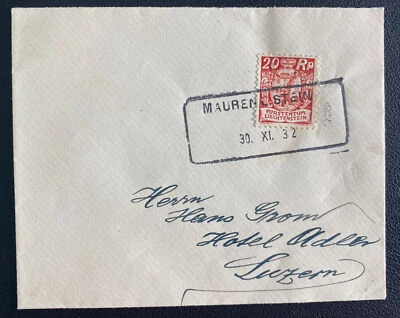 20 Rp
FÜRSTENTUM
LIECHTENSTEIN
MAUREN
30. XI. 32
Herrn
Hans Grom
Hotel Adler
Luzern